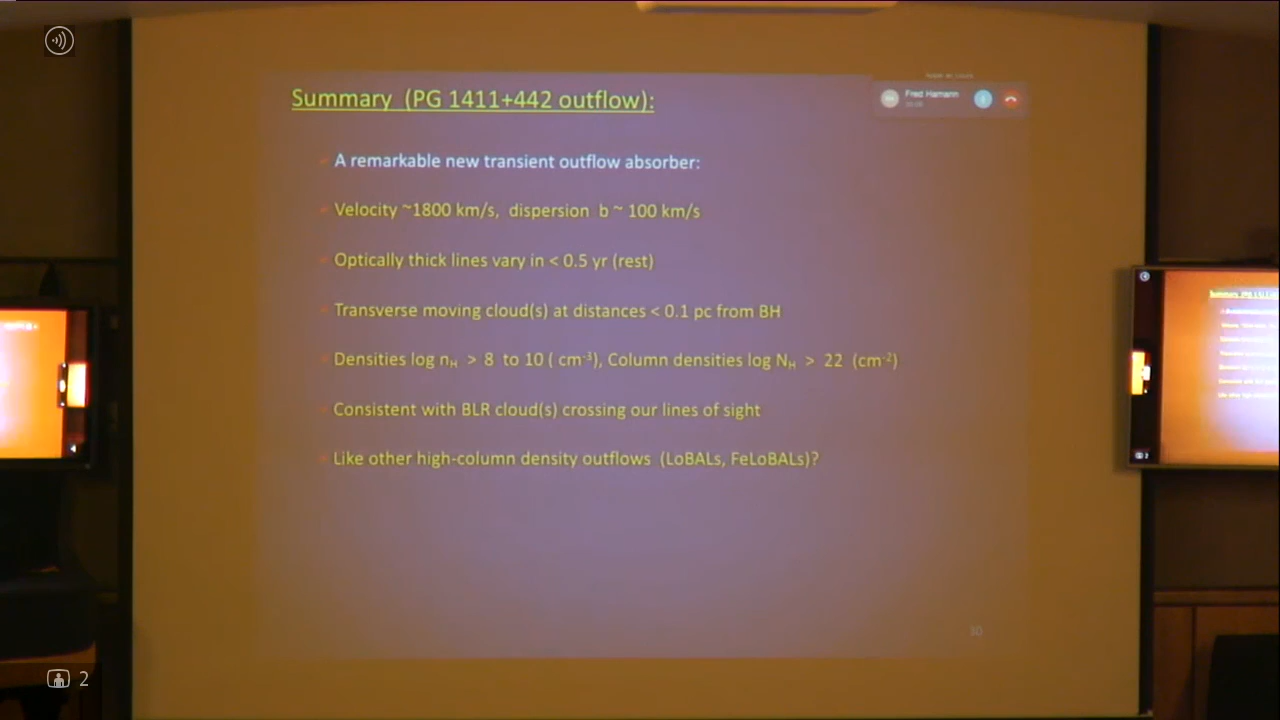 Summary (PG 1411+442 outflow):
Fred Hamann
A remarkable new transient outflow absorber:
Velocity ~1800 km/s, dispersion b ~ 100 km/s
Optically thick lines vary in < 0.5 yr (rest)
Transverse moving cloud(s) at distances < 0.1 pc from BH
Densities log nH > 8 to 10 ( cm-3), Column densities log NH > 22 (cm-2)
Consistent with BLR cloud(s) crossing our lines of sight
Like other high-column density outflows (LoBALs, FeLoBALs)?
30
2